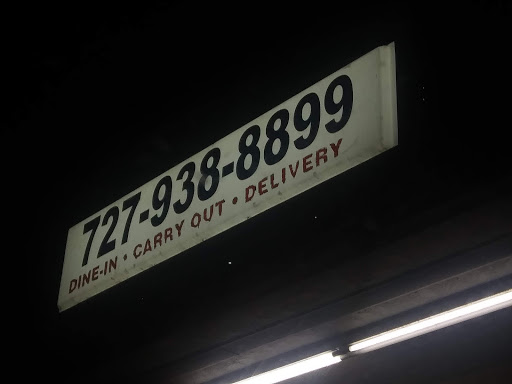 727-938-8899
DINE-IN • CARRY OUT • DELIVERY